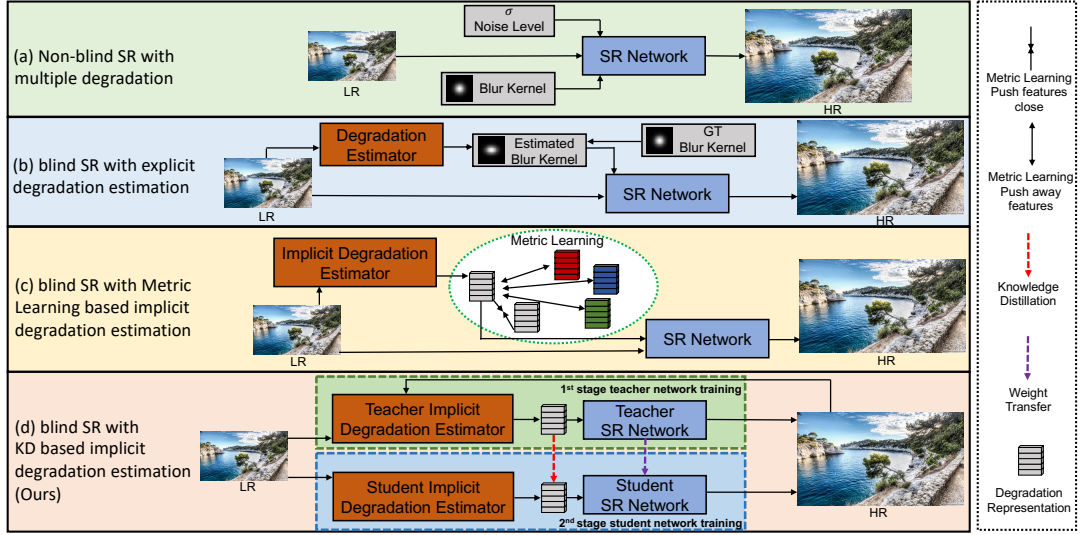 (a) Non-blind SR with
multiple degradation
LR
σ
Noise Level
Blur Kernel
SR Network
HR
(b) blind SR with explicit
degradation estimation
LR
Degradation
Estimator
Estimated
Blur Kernel
GT
Blur Kernel
SR Network
HR
(c) blind SR with Metric
Learning based implicit
degradation estimation
LR
Implicit Degradation
Estimator
Metric Learning
SR Network
HR
(d) blind SR with
KD based implicit
degradation estimation
(Ours)
LR
1st stage teacher network training
Teacher Implicit
Degradation Estimator
Teacher
SR Network
Student Implicit
Degradation Estimator
Student
SR Network
2nd stage student network training
HR
Metric Learning
Push features
close
Metric Learning
Push away
features
Knowledge
Distillation
Weight
Transfer
Degradation
Representation